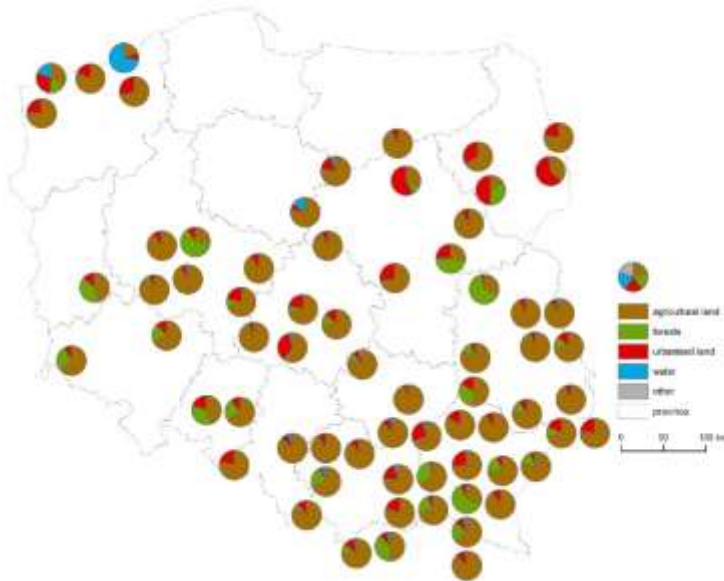 agricultural land
forests
urbanised land
water
other
province
0 50 100 km